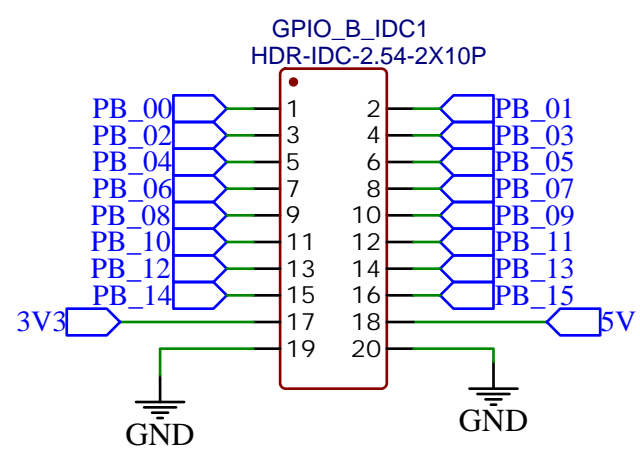 GPIO_B_IDC1
HDR-IDC-2.54-2X10P
PB_00 1 2 PB_01
PB_02 3 4 PB_03
PB_04 5 6 PB_05
PB_06 7 8 PB_07
PB_08 9 10 PB_09
PB_10 11 12 PB_11
PB_12 13 14 PB_13
PB_14 15 16 PB_15
3V3 17 18 5V
19 20
GND GND